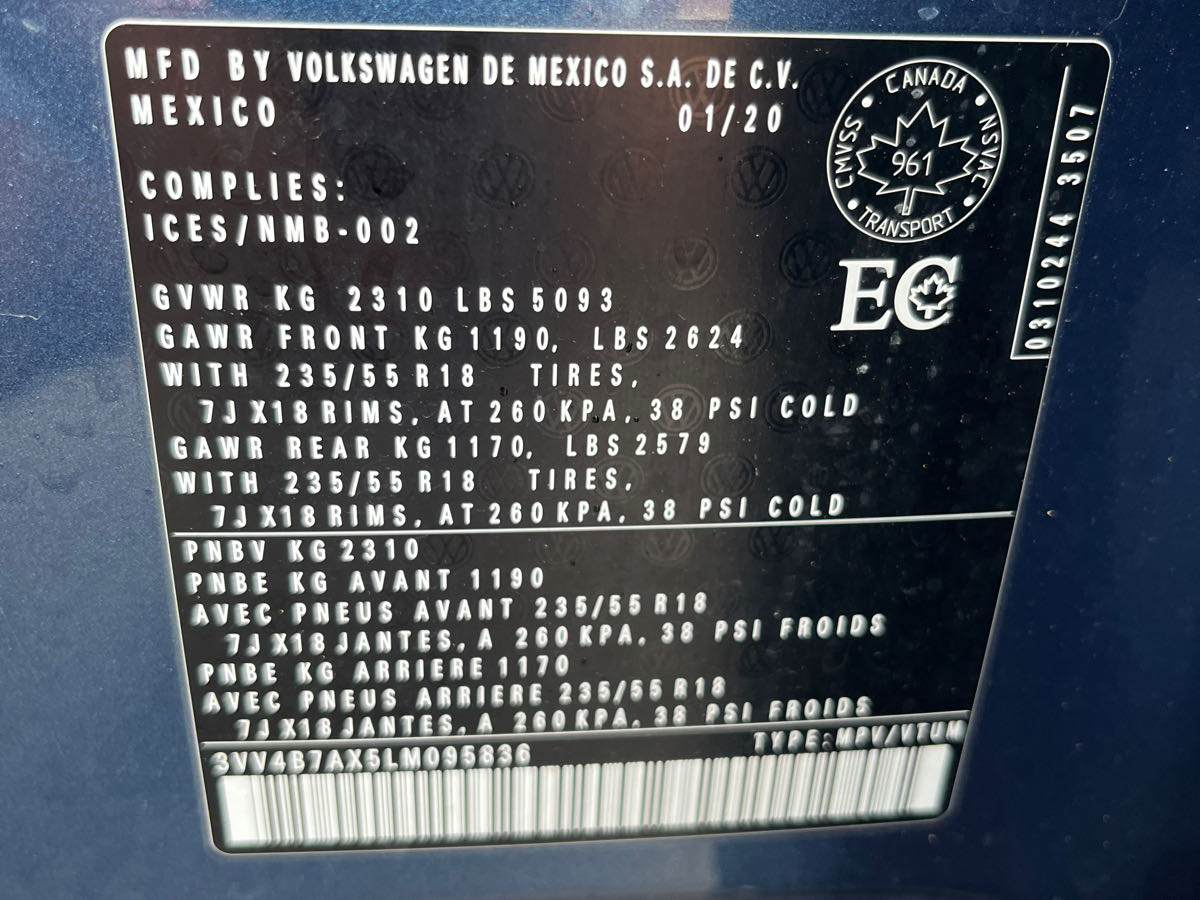 MFD BY VOLKSWAGEN DE MEXICO S.A. DE C.V.
MEXICO 01/20
CANADA
CMVSS
NSVAC
961
TRANSPORT
EC
0310244 3507
COMPLIES:
ICES/NMB-002
GVWR KG 2310 LBS 5093
GAWR FRONT KG 1190, LBS 2624
WITH 235/55 R18 TIRES,
7J X18 RIMS, AT 260 KPA, 38 PSI COLD
GAWR REAR KG 1170, LBS 2579
WITH 235/55 R18 TIRES,
7J X18 RIMS, AT 260 KPA, 38 PSI COLD
PNBV KG 2310
PNBE KG AVANT 1190
AVEC PNEUS AVANT 235/55 R18
7J X18 JANTES, A 260 KPA, 38 PSI FROIDS
PNBE KG ARRIERE 1170
AVEC PNEUS ARRIERE 235/55 R18
7J X18 JANTES, A 260 KPA, 38 PSI FROIDS
3VV4B7AX5LM095836 TYPE: MPV/VTUM